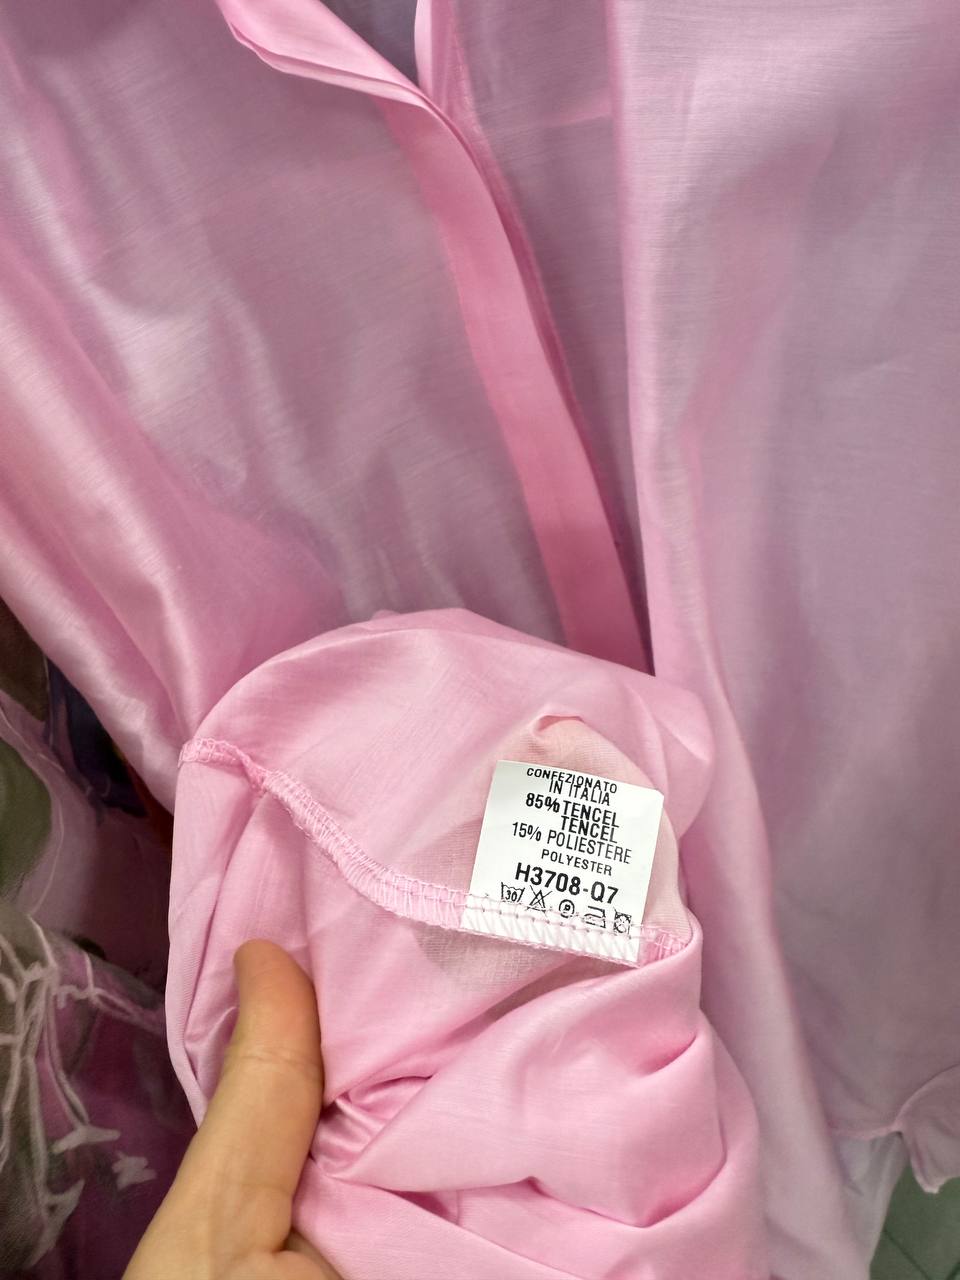 CONFEZIONATO
IN ITALIA
85% TENCEL
TENCEL
15% POLIESTERE
POLYESTER
H3708-Q7
30 P